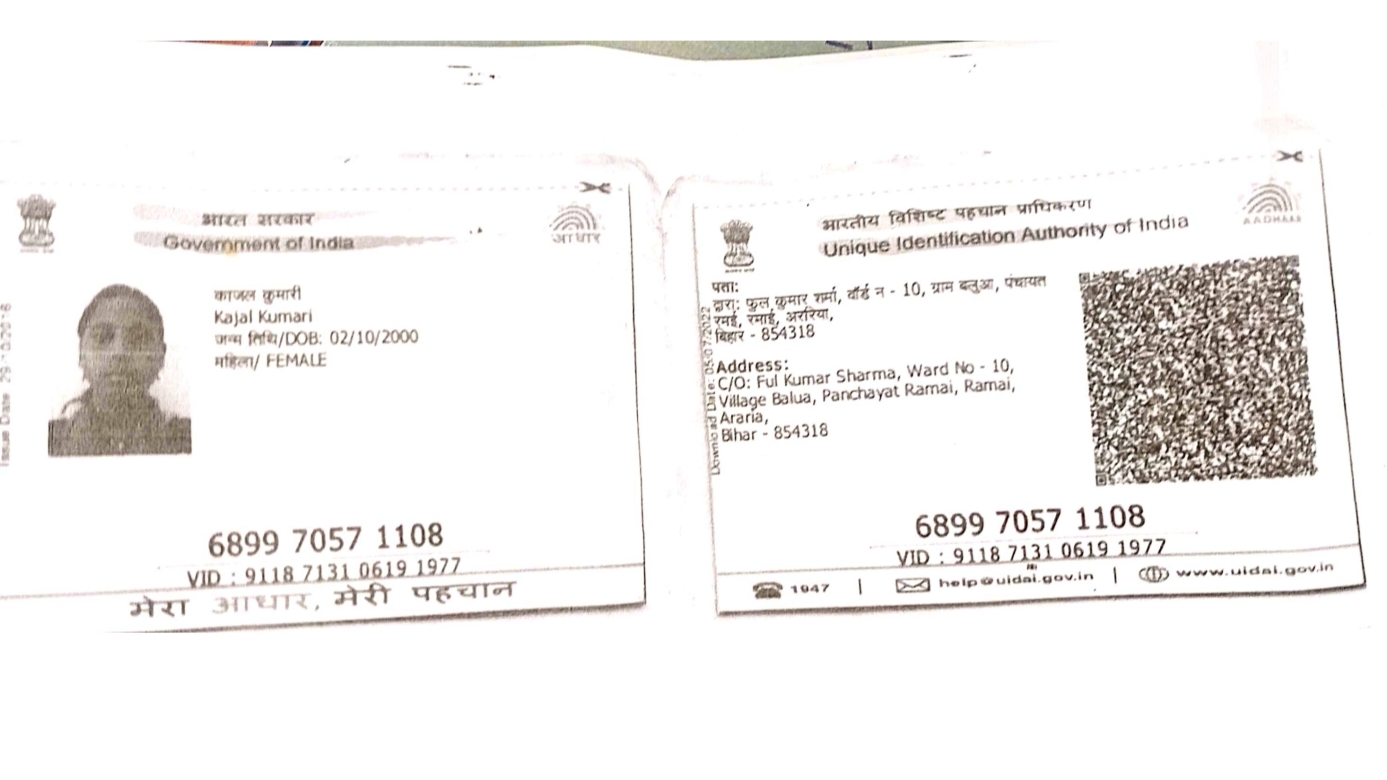 भारत सरकार
Government of India
आधार
काजल कुमारी
Kajal Kumari
जन्म तिथि/DOB: 02/10/2000
महिला/ FEMALE
Issue Date
6899 7057 1108
VID : 9118 7131 0619 1977
मेरा आधार, मेरी पहचान
भारतीय विशिष्ट पहचान प्राधिकरण
Unique Identification Authority of India
AADHAAR
पता:
द्वारा: फुल कुमार शर्मा, वॉर्ड न - 10, ग्राम बलुआ, पंचायत
रमई, रमाई, अररिया,
बिहार - 854318
Address:
C/O: Ful Kumar Sharma, Ward No - 10,
Village Balua, Panchayat Ramai, Ramai,
Araria,
Bihar - 854318
Download Date: 05/07/2022
6899 7057 1108
VID : 9118 7131 0619 1977
1947 | help@uidai.gov.in | www.uidai.gov.in